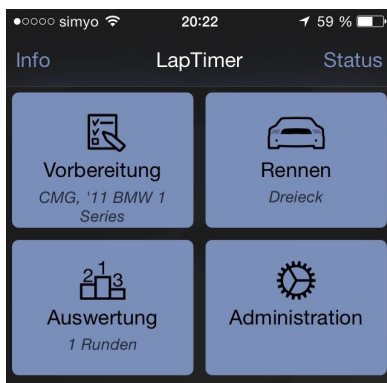 ●○○○○ simyo 20:22 59 %
Info LapTimer Status
Vorbereitung
CMG, '11 BMW 1
Series
Rennen
Dreieck
2 1 3
Auswertung
1 Runden
Administration